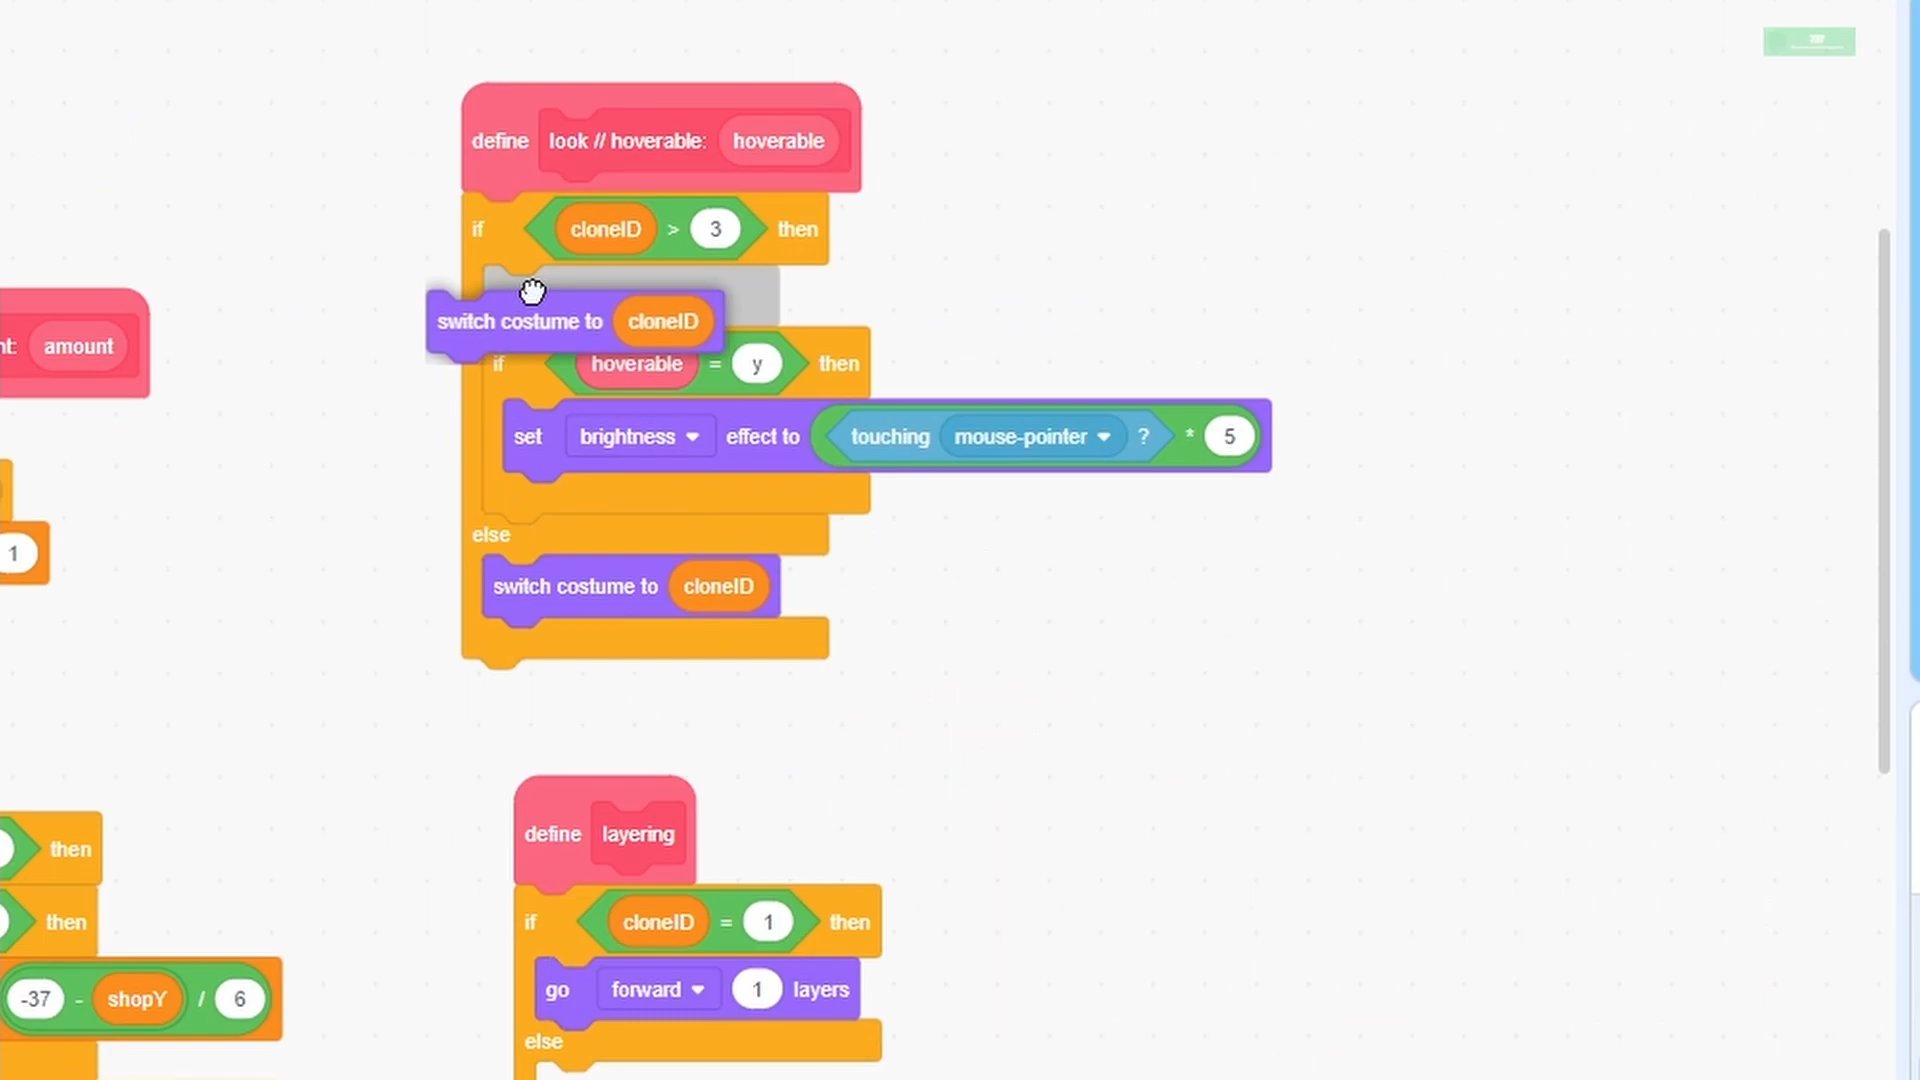 define look // hoverable: hoverable
if cloneID > 3 then
switch costume to cloneID
nt: amount
if hoverable = y then
set brightness effect to touching mouse-pointer ? * 5
else
1
switch costume to cloneID
define layering
then
if cloneID = 1 then
then
go forward 1 layers
-37 - shopY / 6
else